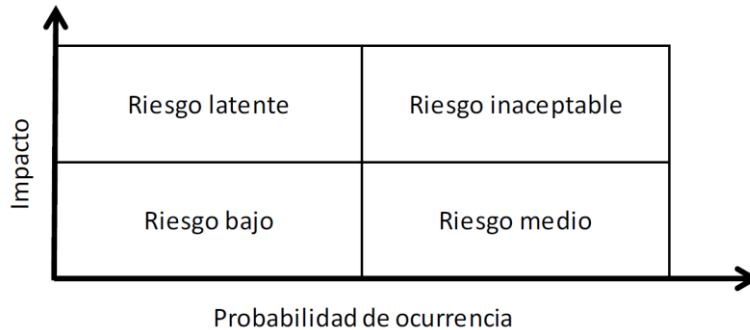 Impacto
Riesgo latente
Riesgo inaceptable
Riesgo bajo
Riesgo medio
Probabilidad de ocurrencia